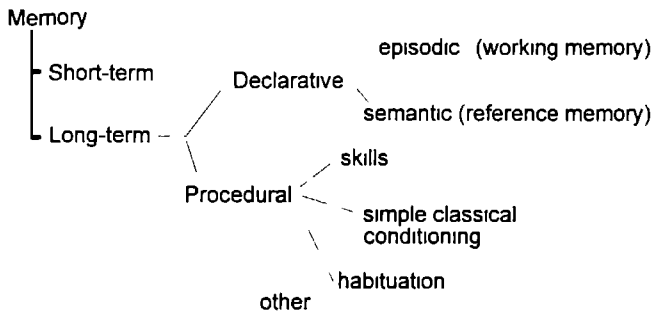 Memory
Short-term
Long-term
Declarative
episodic (working memory)
semantic (reference memory)
Procedural
skills
simple classical
conditioning
habituation
other